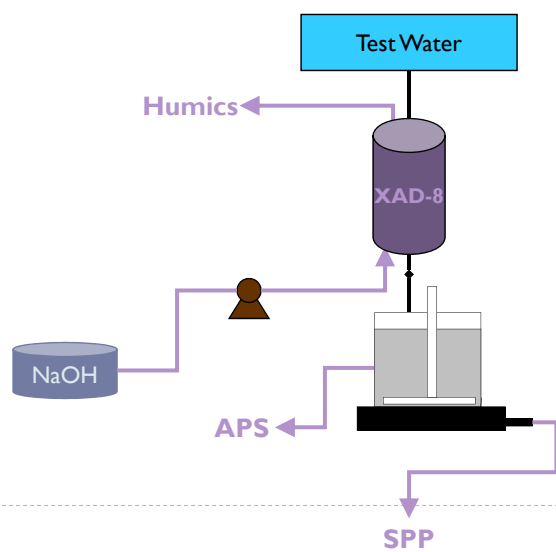 Test Water
Humics
XAD-8
NaOH
APS
SPP